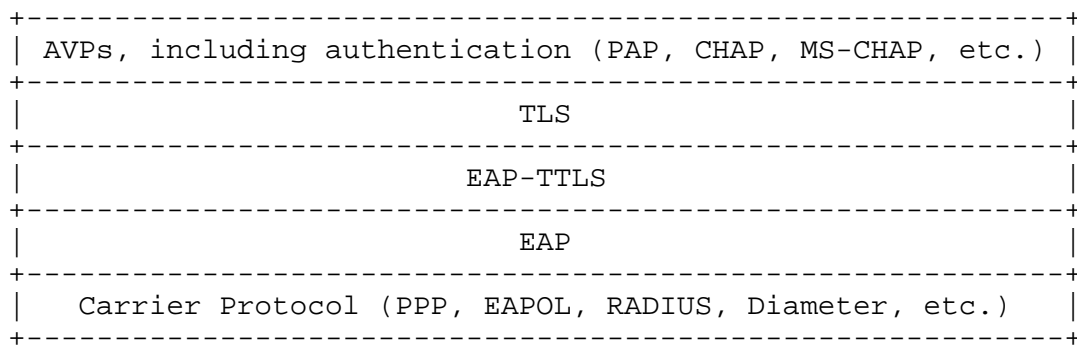 AVPs, including authentication (PAP, CHAP, MS-CHAP, etc.)
TLS
EAP-TTLS
EAP
Carrier Protocol (PPP, EAPOL, RADIUS, Diameter, etc.)